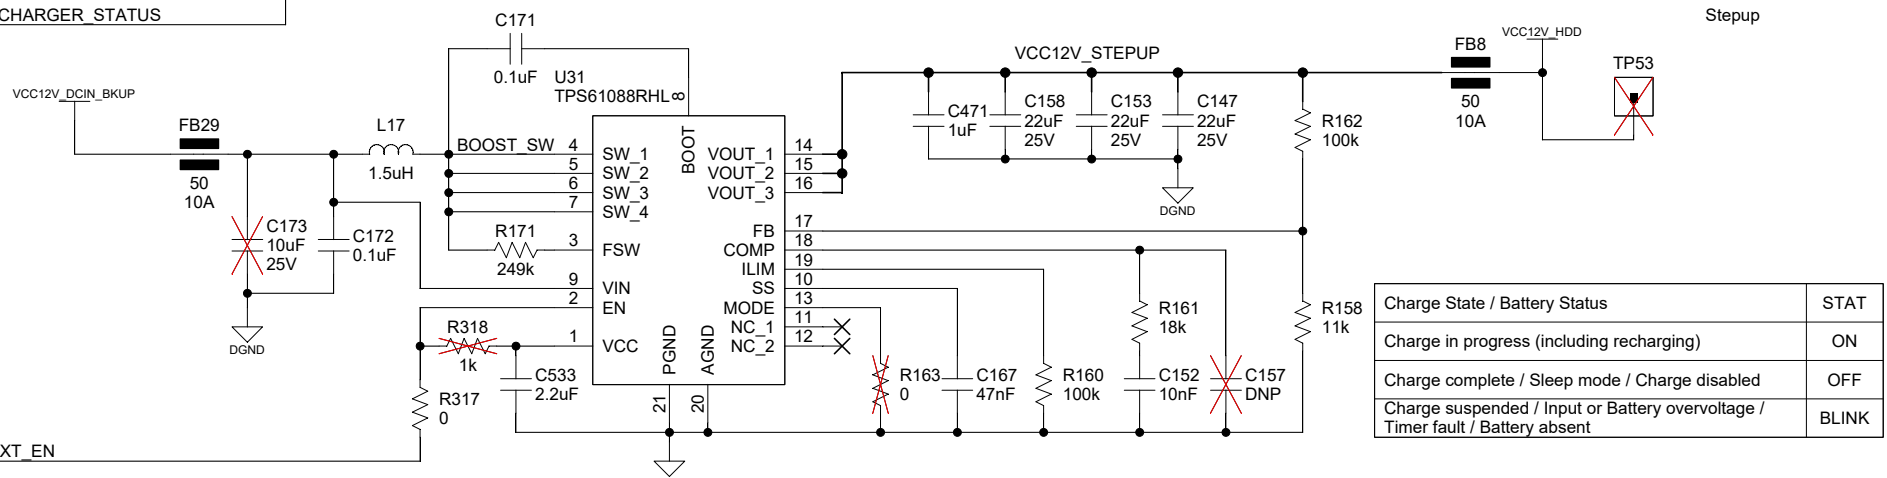 CHARGER_STATUS
Stepup
C171
0.1uF
U31
TPS61088RHL
8
VCC12V_STEPUP
FB8
50
10A
VCC12V_HDD
TP53
VCC12V_DCIN_BKUP
FB29
50
10A
L17
1.5uH
BOOST_SW
4
5
6
7
SW_1
SW_2
SW_3
SW_4
BOOT
VOUT_1
VOUT_2
VOUT_3
14
15
16
C471
1uF
C158
22uF
25V
C153
22uF
25V
C147
22uF
25V
DGND
R162
100k
C173
10uF
25V
C172
0.1uF
DGND
R171
249k
3
FSW
9
VIN
2
EN
1
VCC
FB
17
COMP
18
ILIM
19
SS
10
MODE
13
NC_1
11
NC_2
12
PGND
AGND
21
20
R318
1k
R317
0
C533
2.2uF
XT_EN
R163
0
C167
47nF
R160
100k
R161
18k
C152
10nF
C157
DNP
R158
11k
Charge State / Battery Status STAT
Charge in progress (including recharging) ON
Charge complete / Sleep mode / Charge disabled OFF
Charge suspended / Input or Battery overvoltage /
Timer fault / Battery absent BLINK